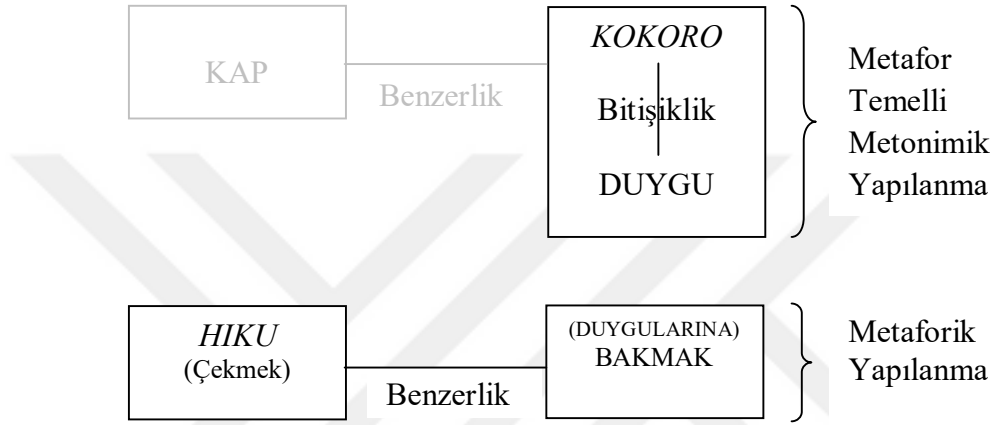 KAP
Benzerlik
KOKORO
Bitişiklik
DUYGU
Metafor
Temelli
Metonimik
Yapılanma
HIKU
(Çekmek)
Benzerlik
(DUYGULARINA)
BAKMAK
Metaforik
Yapılanma